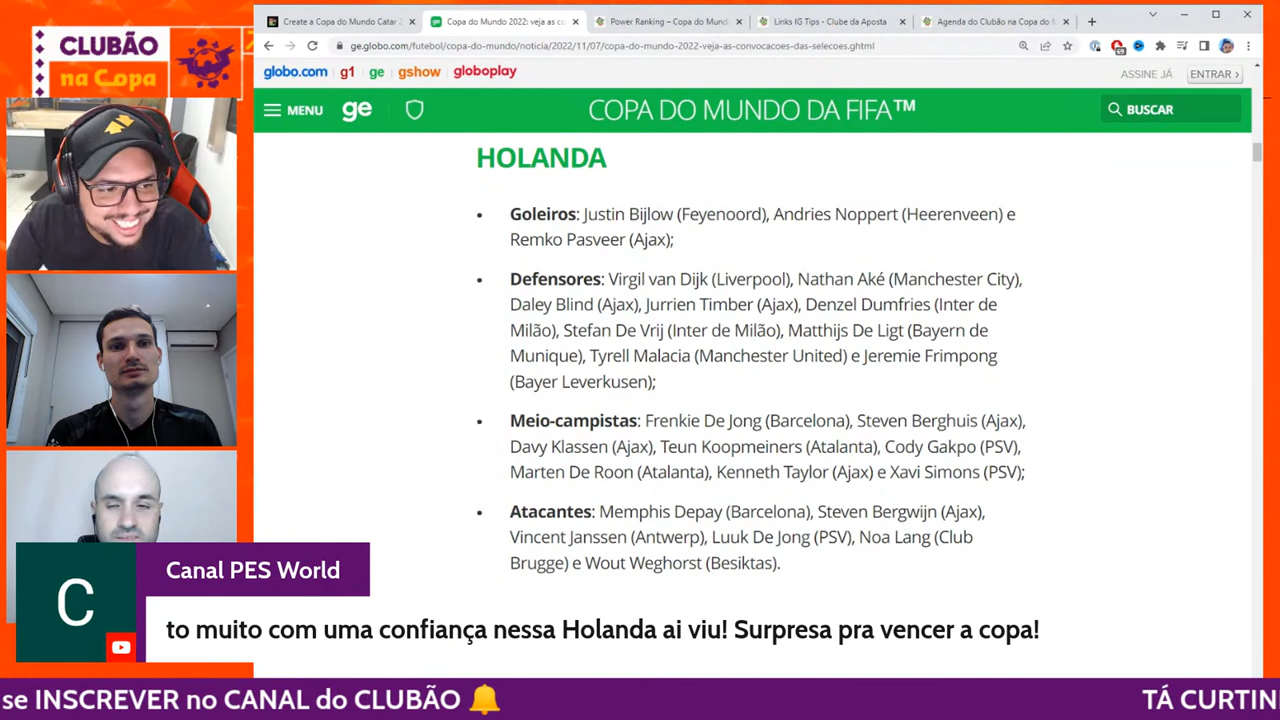 CLUBÃO
na Copa
Create a Copa do Mundo Catar 2
Copa do Mundo 2022: veja as con
Power Ranking – Copa do Mundo
Links IG Tips - Clube da Aposta
Agenda do Clubão na Copa do M
ge.globo.com/futebol/copa-do-mundo/noticia/2022/11/07/copa-do-mundo-2022-veja-as-convocacoes-das-selecoes.ghtml
globo.com g1 ge gshow globoplay
ASSINE JÁ ENTRAR ›
MENU ge COPA DO MUNDO DA FIFA™ BUSCAR
HOLANDA
• Goleiros: Justin Bijlow (Feyenoord), Andries Noppert (Heerenveen) e
Remko Pasveer (Ajax);
• Defensores: Virgil van Dijk (Liverpool), Nathan Aké (Manchester City),
Daley Blind (Ajax), Jurrien Timber (Ajax), Denzel Dumfries (Inter de
Milão), Stefan De Vrij (Inter de Milão), Matthijs De Ligt (Bayern de
Munique), Tyrell Malacia (Manchester United) e Jeremie Frimpong
(Bayer Leverkusen);
• Meio-campistas: Frenkie De Jong (Barcelona), Steven Berghuis (Ajax),
Davy Klassen (Ajax), Teun Koopmeiners (Atalanta), Cody Gakpo (PSV),
Marten De Roon (Atalanta), Kenneth Taylor (Ajax) e Xavi Simons (PSV);
• Atacantes: Memphis Depay (Barcelona), Steven Bergwijn (Ajax),
Vincent Janssen (Antwerp), Luuk De Jong (PSV), Noa Lang (Club
Brugge) e Wout Weghorst (Besiktas).
C
Canal PES World
to muito com uma confiança nessa Holanda ai viu! Surpresa pra vencer a copa!
se INSCREVER no CANAL do CLUBÃO 🔔 TÁ CURTIN